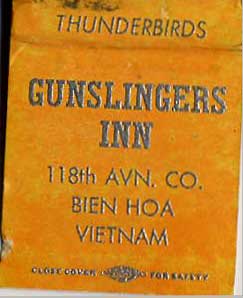 THUNDERBIRDS
GUNSLINGERS
INN
118th AVN. CO.
BIEN HOA
VIETNAM
CLOSE COVER FOR SAFETY